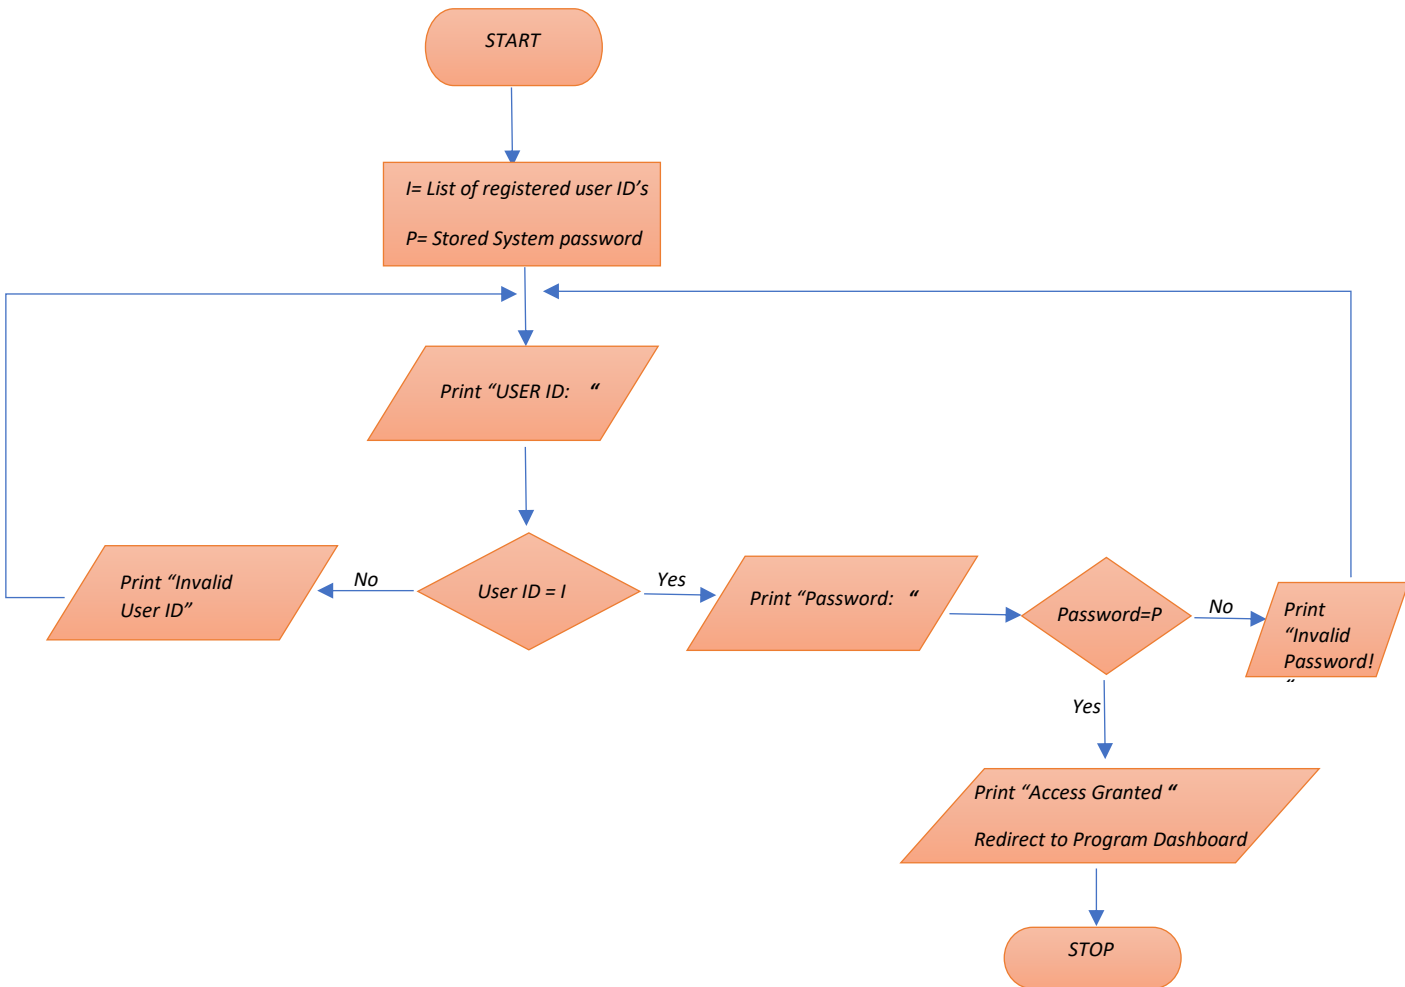 START
I= List of registered user ID’s
P= Stored System password
Print “USER ID: “
User ID = I
No
Print “Invalid
User ID”
Yes
Print “Password: “
Password=P
No
Print
“Invalid
Password!
“
Yes
Print “Access Granted “
Redirect to Program Dashboard
STOP